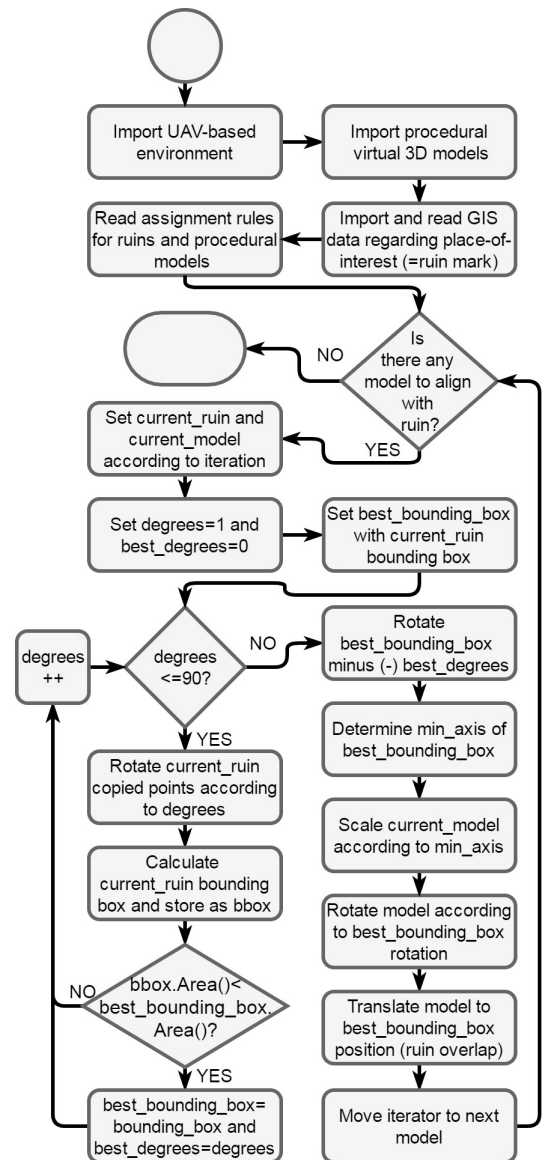 Import UAV-based
environment
Import procedural
virtual 3D models
Import and read GIS
data regarding place-of-
interest (=ruin mark)
Read assignment rules
for ruins and procedural
models
Is
there any
model to align
with
ruin?
NO
YES
Set current_ruin and
current_model
according to iteration
Set degrees=1 and
best_degrees=0
Set best_bounding_box
with current_ruin
bounding box
degrees
<=90?
NO
YES
degrees
++
Rotate current_ruin
copied points according
to degrees
Calculate
current_ruin bounding
box and store as bbox
bbox.Area()<
best_bounding_box.
Area()?
NO
YES
best_bounding_box=
bounding_box and
best_degrees=degrees
Rotate
best_bounding_box
minus (-) best_degrees
Determine min_axis of
best_bounding_box
Scale current_model
according to min_axis
Rotate model according
to best_bounding_box
rotation
Translate model to
best_bounding_box
position (ruin overlap)
Move iterator to next
model